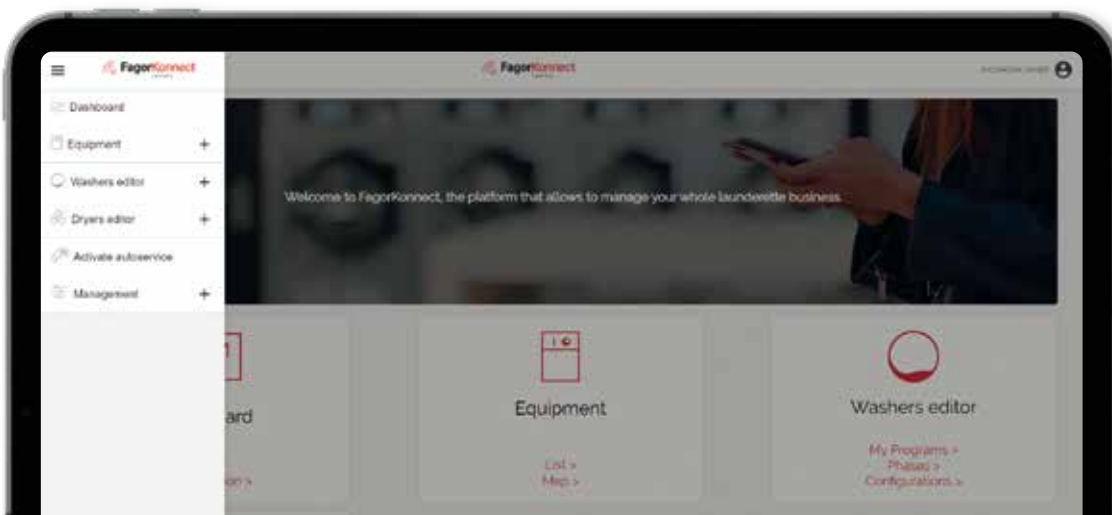 FagorKonnect
FagorKonnect
Dashboard
Equipment +
Washers editor +
Dryers editor +
Activate autoservice
Management +
Welcome to FagorKonnect, the platform that allows to manage your whole launderette business.
ard
Equipment
List >
Map >
Washers editor
My Programs >
Phases >
Configurations >